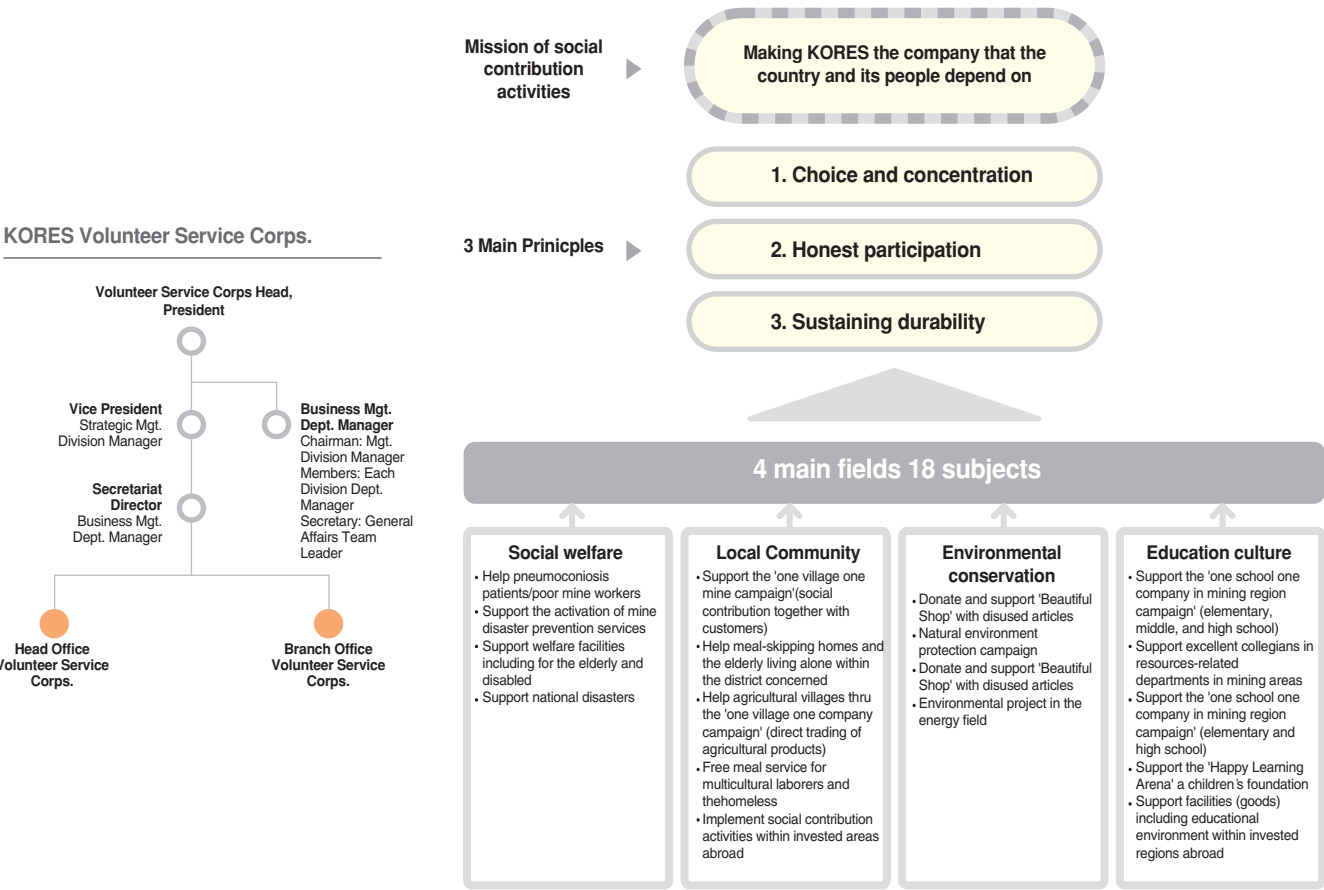 KORES Volunteer Service Corps.
Volunteer Service Corps Head,
President
Vice President
Strategic Mgt.
Division Manager
Business Mgt.
Dept. Manager
Chairman: Mgt.
Division Manager
Members: Each
Division Dept.
Manager
Secretary: General
Affairs Team
Leader
Secretariat
Director
Business Mgt.
Dept. Manager
Head Office
Volunteer Service
Corps.
Branch Office
Volunteer Service
Corps.
Mission of social
contribution
activities
Making KORES the company that the
country and its people depend on
3 Main Prinicples
1. Choice and concentration
2. Honest participation
3. Sustaining durability
4 main fields 18 subjects
Social welfare
• Help pneumoconiosis
patients/poor mine workers
• Support the activation of mine
disaster prevention services
• Support welfare facilities
including for the elderly and
disabled
• Support national disasters
Local Community
• Support the 'one village one
mine campaign'(social
contribution together with
customers)
• Help meal-skipping homes and
the elderly living alone within
the district concerned
• Help agricultural villages thru
the 'one village one company
campaign' (direct trading of
agricultural products)
• Free meal service for
multicultural laborers and
thehomeless
• Implement social contribution
activities within invested areas
abroad
Environmental
conservation
• Donate and support 'Beautiful
Shop' with disused articles
• Natural environment
protection campaign
• Donate and support 'Beautiful
Shop' with disused articles
• Environmental project in the
energy field
Education culture
• Support the 'one school one
company in mining region
campaign' (elementary,
middle, and high school)
• Support excellent collegians in
resources-related
departments in mining areas
• Support the 'one school one
company in mining region
campaign' (elementary and
high school)
• Support the 'Happy Learning
Arena' a children's foundation
• Support facilities (goods)
including educational
environment within invested
regions abroad